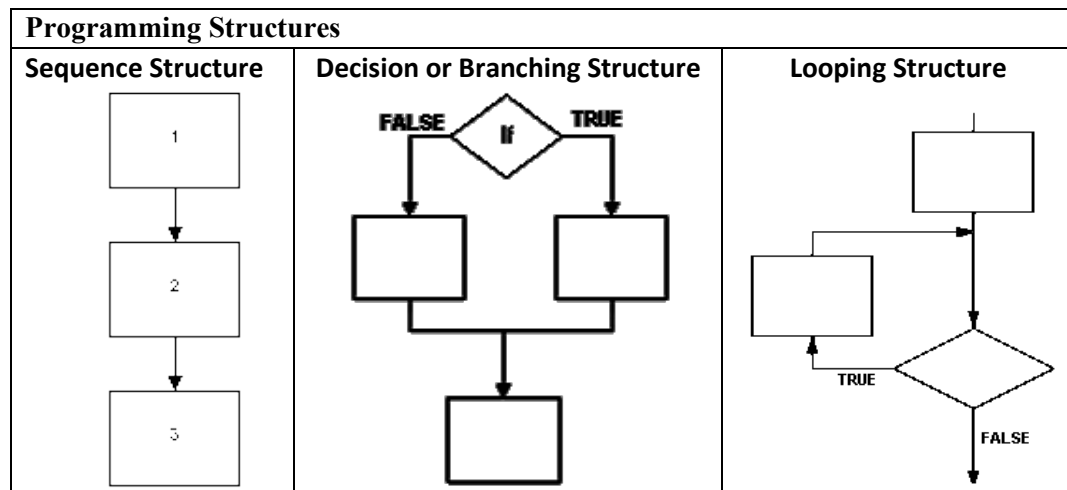 Programming Structures
Sequence Structure
1
2
3
Decision or Branching Structure
FALSE
If
TRUE
Looping Structure
TRUE
FALSE